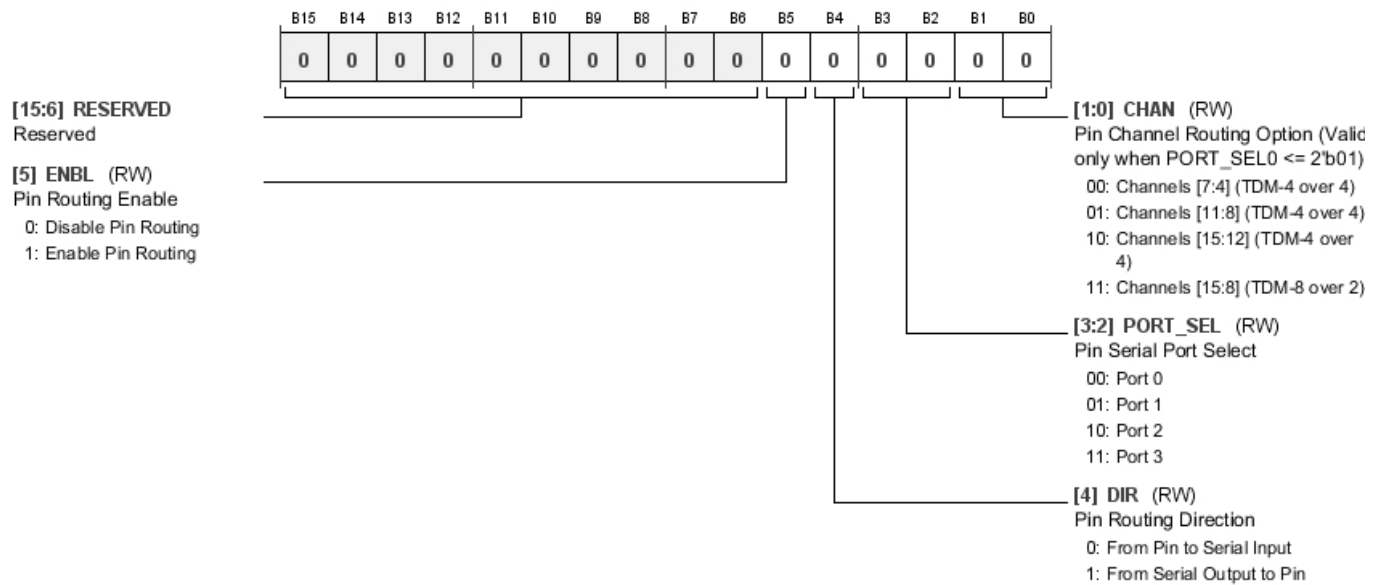 B15 B14 B13 B12 B11 B10 B9 B8 B7 B6 B5 B4 B3 B2 B1 B0
0 0 0 0 0 0 0 0 0 0 0 0 0 0 0 0
[15:6] RESERVED
Reserved
[5] ENBL (RW)
Pin Routing Enable
0: Disable Pin Routing
1: Enable Pin Routing
[1:0] CHAN (RW)
Pin Channel Routing Option (Valid
only when PORT_SEL0 <= 2'b01)
00: Channels [7:4] (TDM-4 over 4)
01: Channels [11:8] (TDM-4 over 4)
10: Channels [15:12] (TDM-4 over
4)
11: Channels [15:8] (TDM-8 over 2)
[3:2] PORT_SEL (RW)
Pin Serial Port Select
00: Port 0
01: Port 1
10: Port 2
11: Port 3
[4] DIR (RW)
Pin Routing Direction
0: From Pin to Serial Input
1: From Serial Output to Pin